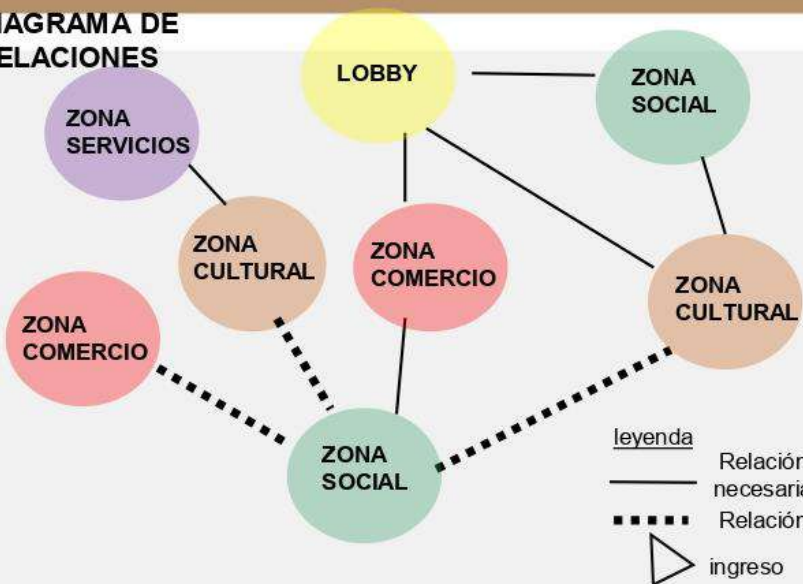 IAGRAMA DE
ELACIONES
LOBBY
ZONA
SOCIAL
ZONA
SERVICIOS
ZONA
CULTURAL
ZONA
COMERCIO
ZONA
CULTURAL
ZONA
COMERCIO
ZONA
SOCIAL
leyenda
Relación
necesaria
Relación
ingreso